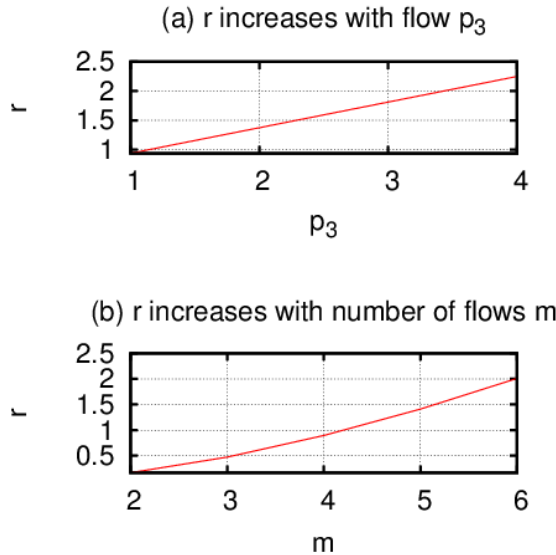 (a) r increases with flow p3
2.5
2
1.5
1
r
1 2 3 4
p3
(b) r increases with number of flows m
2.5
2
1.5
1
0.5
r
2 3 4 5 6
m